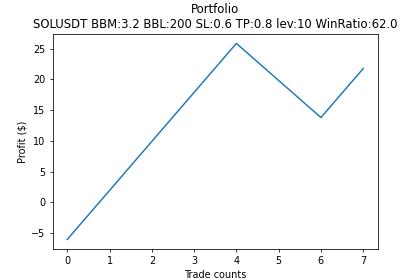 Portfolio
SOLUSDT BBM:3.2 BBL:200 SL:0.6 TP:0.8 lev:10 WinRatio:62.0
25
20
15
10
5
0
−5
Profit ($)
0 1 2 3 4 5 6 7
Trade counts